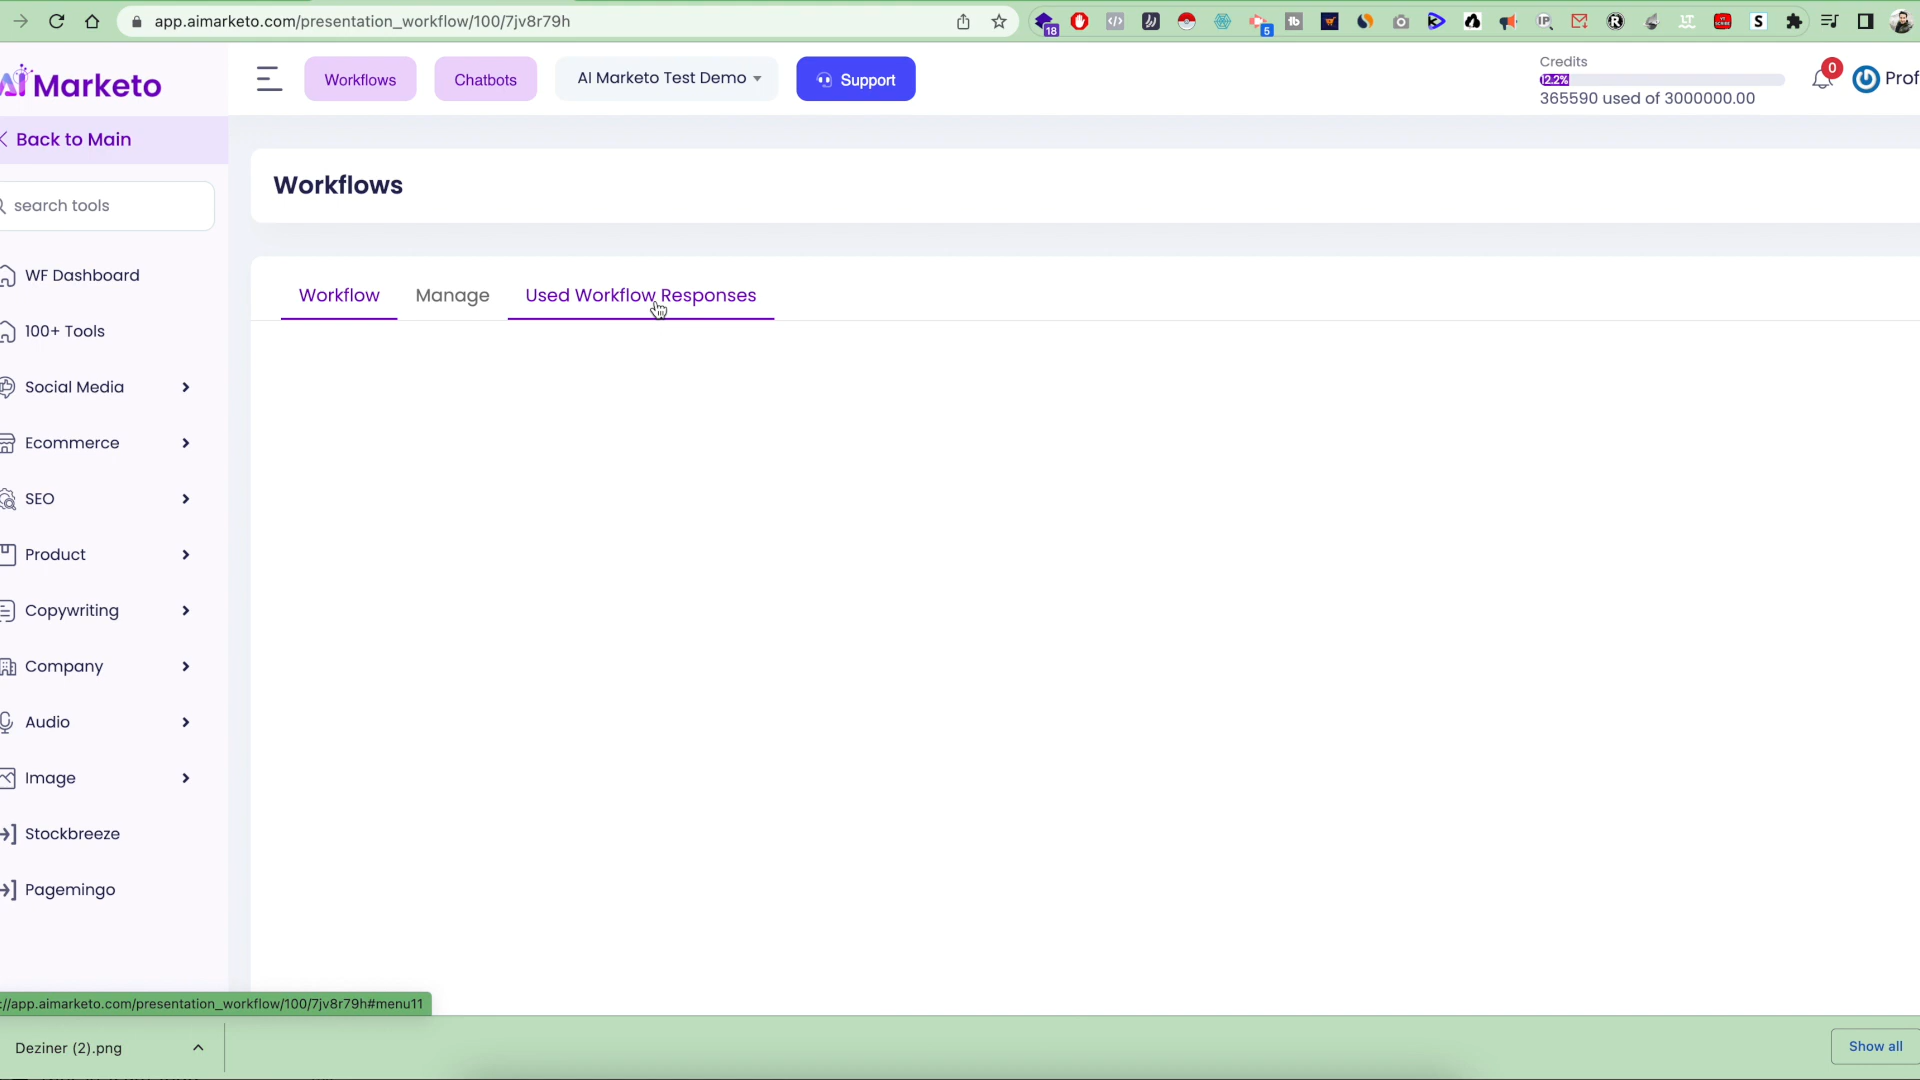 app.aimarketo.com/presentation_workflow/100/7jv8r79h
18
5
AI Marketo
Workflows
Chatbots
AI Marketo Test Demo
Support
Credits
12.2%
365590 used of 3000000.00
0
Prof
Back to Main
search tools
Workflows
Workflow
Manage
Used Workflow Responses
WF Dashboard
100+ Tools
Social Media
Ecommerce
SEO
Product
Copywriting
Company
Audio
Image
Stockbreeze
Pagemingo
://app.aimarketo.com/presentation_workflow/100/7jv8r79h#menu11
Deziner (2).png
Show all